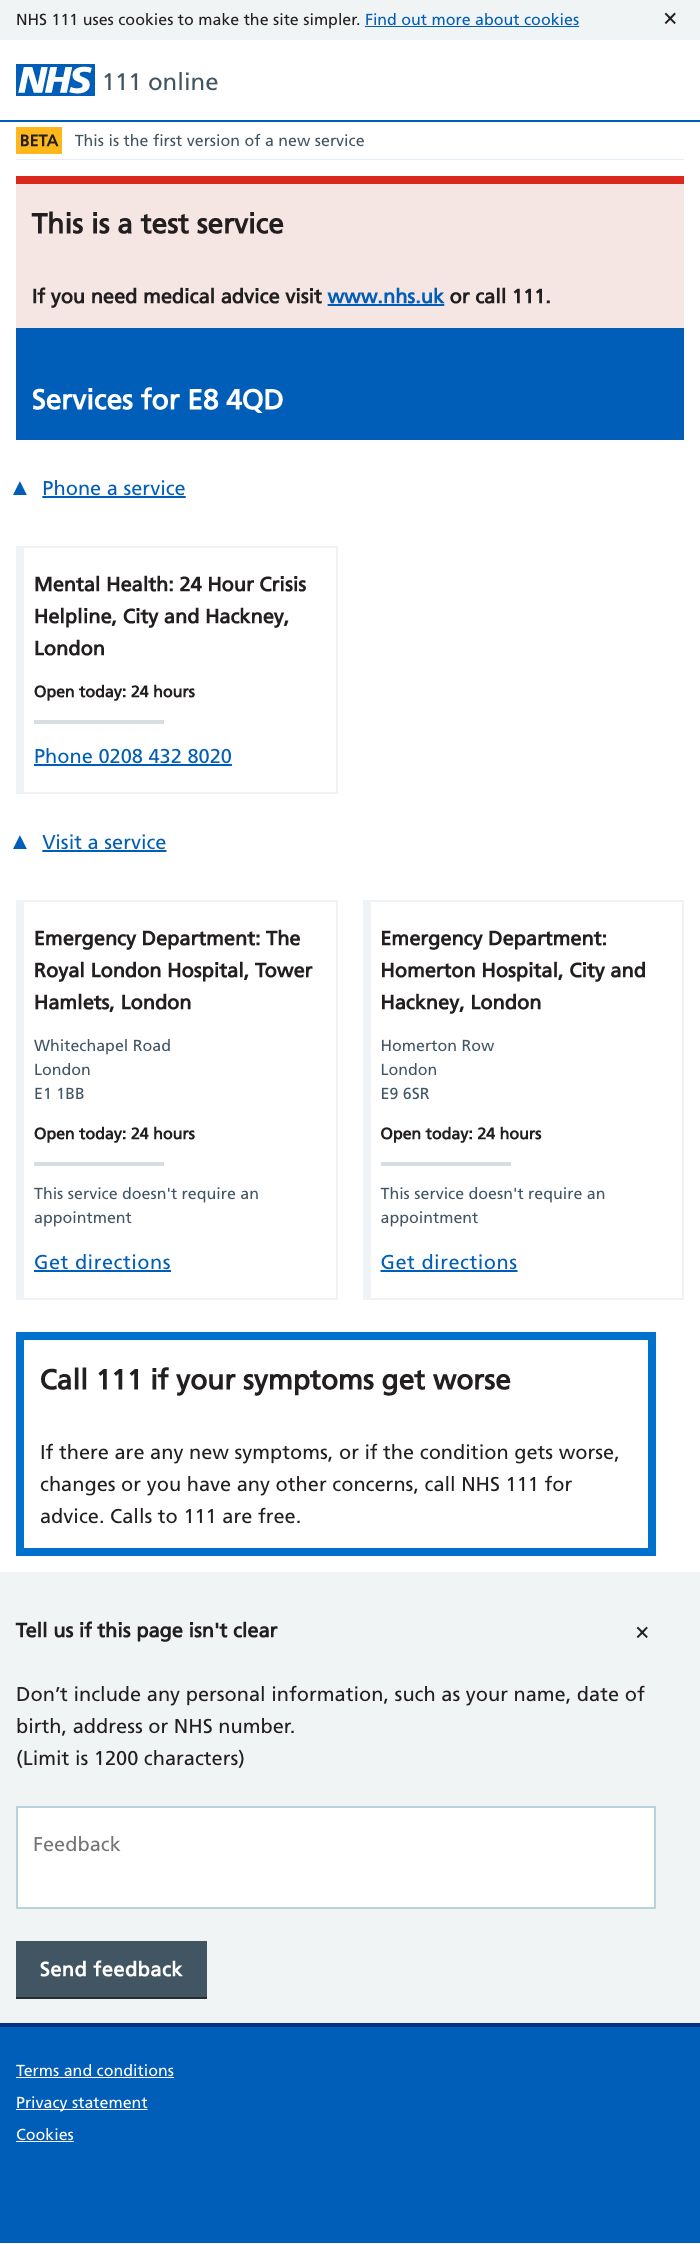 NHS 111 uses cookies to make the site simpler. Find out more about cookies ✕
NHS 111 online
BETA This is the first version of a new service
This is a test service
If you need medical advice visit www.nhs.uk or call 111.
Services for E8 4QD
▲ Phone a service
Mental Health: 24 Hour Crisis
Helpline, City and Hackney,
London
Open today: 24 hours
Phone 0208 432 8020
▲ Visit a service
Emergency Department: The
Royal London Hospital, Tower
Hamlets, London
Whitechapel Road
London
E1 1BB
Open today: 24 hours
This service doesn't require an
appointment
Get directions
Emergency Department:
Homerton Hospital, City and
Hackney, London
Homerton Row
London
E9 6SR
Open today: 24 hours
This service doesn't require an
appointment
Get directions
Call 111 if your symptoms get worse
If there are any new symptoms, or if the condition gets worse,
changes or you have any other concerns, call NHS 111 for
advice. Calls to 111 are free.
Tell us if this page isn't clear ✕
Don’t include any personal information, such as your name, date of
birth, address or NHS number.
(Limit is 1200 characters)
Feedback
Send feedback
Terms and conditions
Privacy statement
Cookies